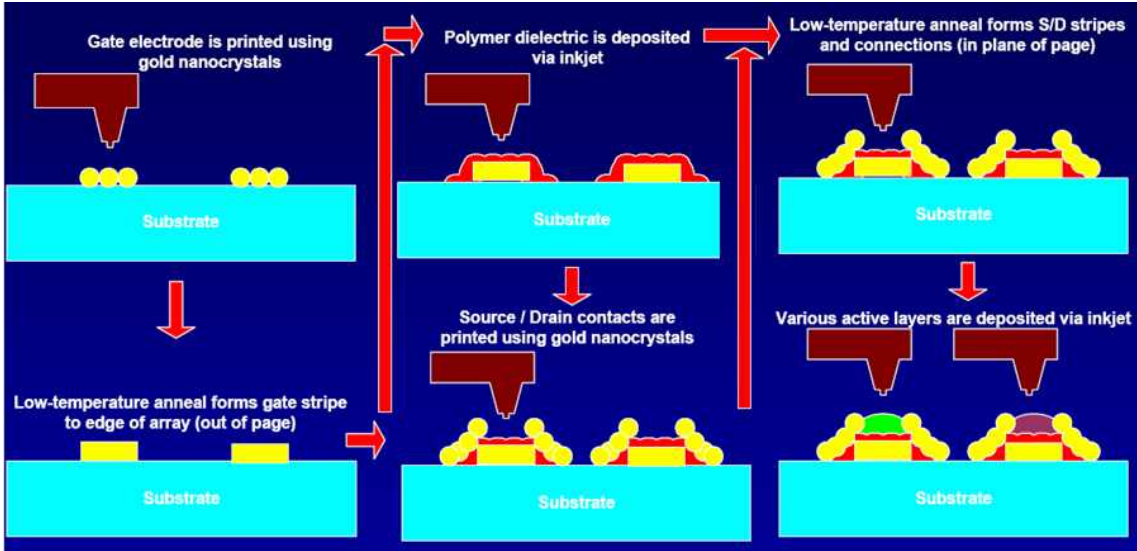 Gate electrode is printed using
gold nanocrystals
Substrate
Low-temperature anneal forms gate stripe
to edge of array (out of page)
Substrate
Polymer dielectric is deposited
via inkjet
Substrate
Source / Drain contacts are
printed using gold nanocrystals
Substrate
Low-temperature anneal forms S/D stripes
and connections (in plane of page)
Substrate
Various active layers are deposited via inkjet
Substrate